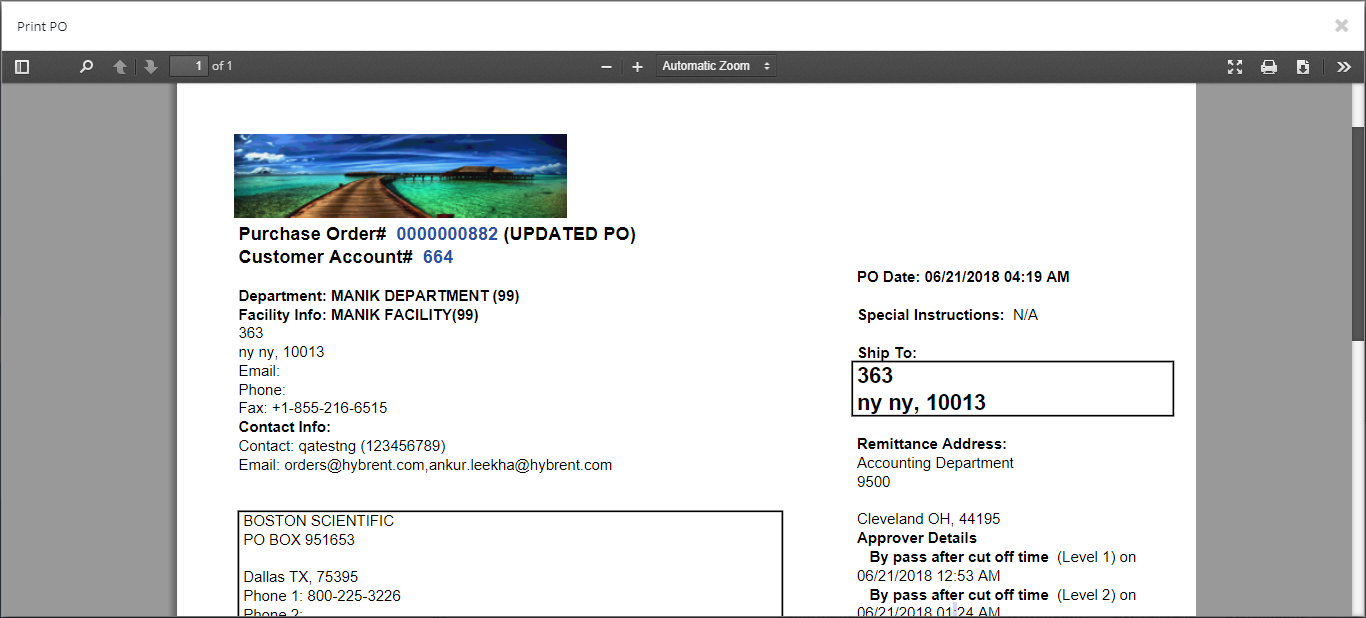 Print PO
1 of 1
Automatic Zoom
Purchase Order# 0000000882 (UPDATED PO)
Customer Account# 664
PO Date: 06/21/2018 04:19 AM
Department: MANIK DEPARTMENT (99)
Facility Info: MANIK FACILITY(99)
363
ny ny, 10013
Email:
Phone:
Fax: +1-855-216-6515
Contact Info:
Contact: qatestng (123456789)
Email: orders@hybrent.com,ankur.leekha@hybrent.com
Special Instructions: N/A
Ship To:
363
ny ny, 10013
Remittance Address:
Accounting Department
9500
Cleveland OH, 44195
Approver Details
By pass after cut off time (Level 1) on
06/21/2018 12:53 AM
By pass after cut off time (Level 2) on
06/21/2018 01:24 AM
BOSTON SCIENTIFIC
PO BOX 951653
Dallas TX, 75395
Phone 1: 800-225-3226
Phone 2: